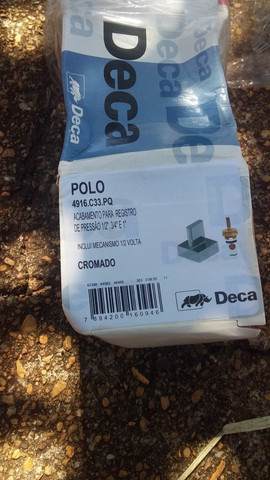 Deca
Deca
POLO
4916.C33.PQ
ACABAMENTO PARA REGISTRO
DE PRESSÃO 1/2", 3/4" E 1"
INCLUI MECANISMO 1/2 VOLTA
CROMADO
7 894200 160946
Deca